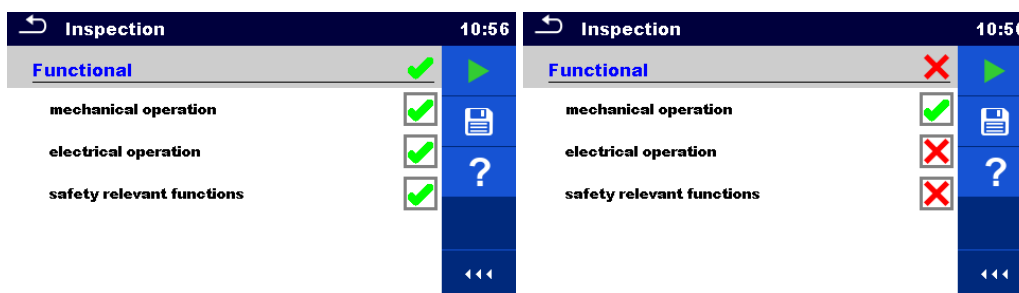 Inspection 10:56
Functional
mechanical operation
electrical operation
?
safety relevant functions
Inspection 10:56
Functional
mechanical operation
electrical operation
?
safety relevant functions